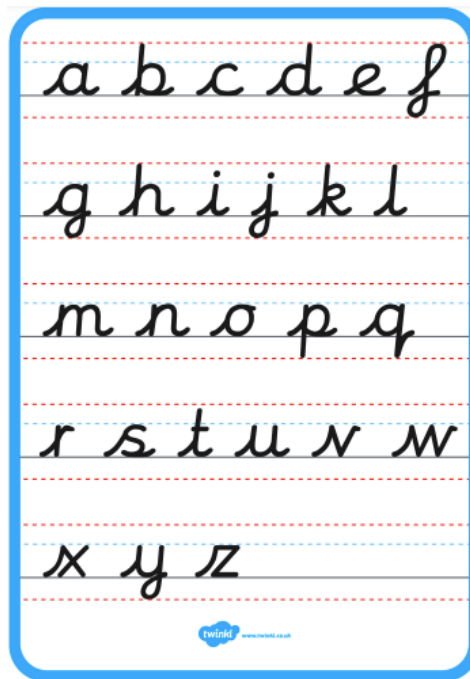 a b c d e f
g h i j k l
m n o p q
r s t u v w
x y z
twinkl www.twinkl.co.uk